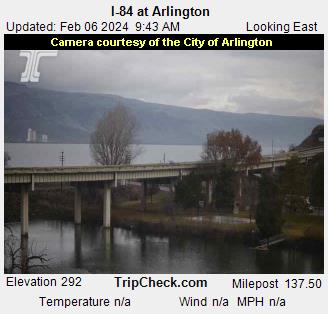 I-84 at Arlington
Updated: Feb 06 2024 9:43 AM Looking East
Camera courtesy of the City of Arlington
Elevation 292 TripCheck.com Milepost 137.50
Temperature n/a Wind n/a MPH n/a